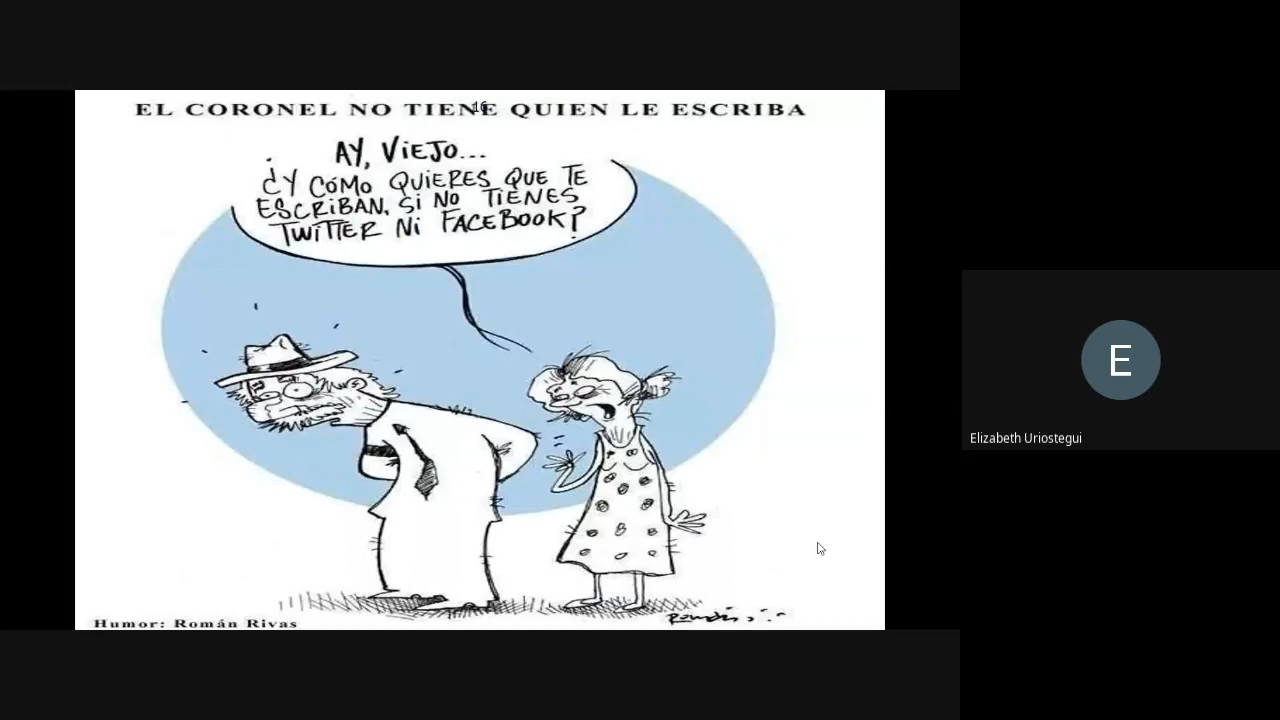 EL CORONEL NO TIENE QUIEN LE ESCRIBA
16
AY, VIEJO...
¿Y CÓMO QUIERES QUE TE
ESCRIBAN, SI NO TIENES
TWITTER NI FACEBOOK?
E
Elizabeth Uriostegui
Humor: Román Rivas